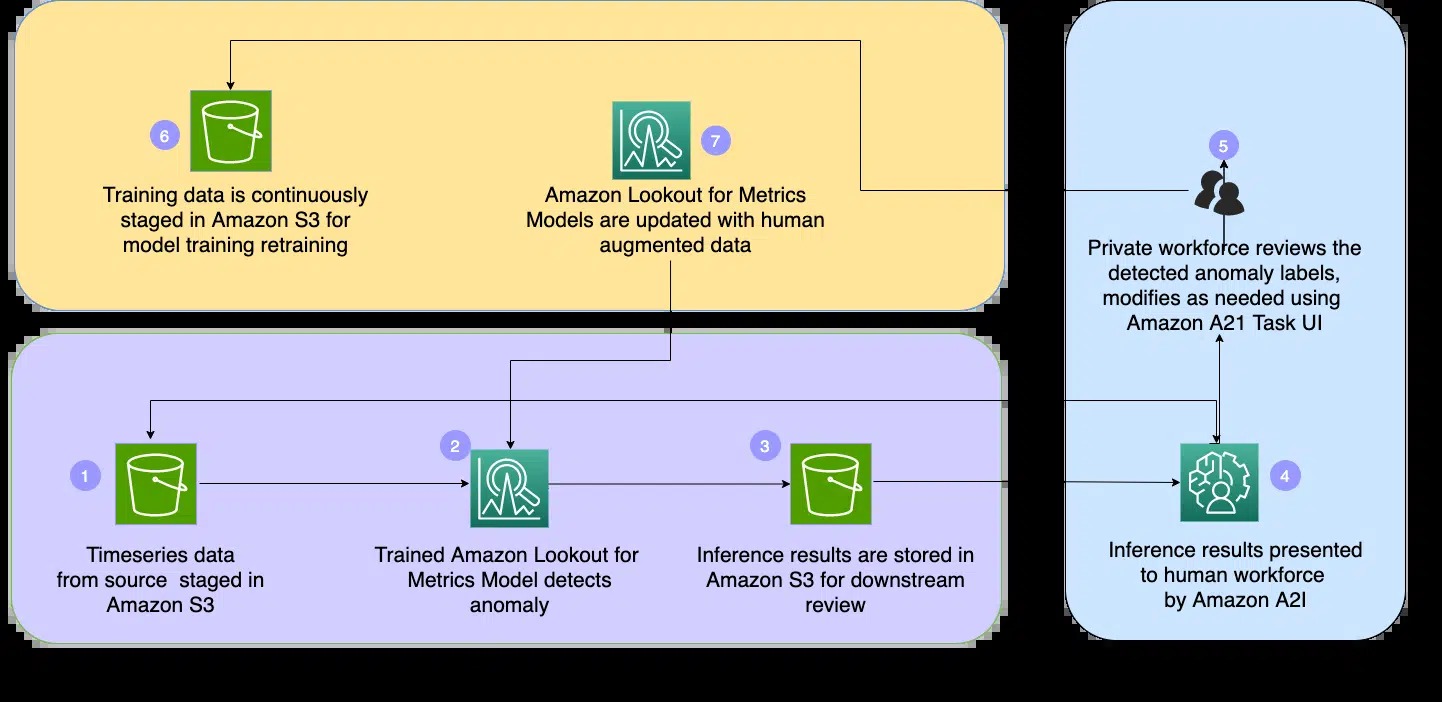 6
Training data is continuously
staged in Amazon S3 for
model training retraining
7
Amazon Lookout for Metrics
Models are updated with human
augmented data
5
Private workforce reviews the
detected anomaly labels,
modifies as needed using
Amazon A21 Task UI
1
Timeseries data
from source staged in
Amazon S3
2
Trained Amazon Lookout for
Metrics Model detects
anomaly
3
Inference results are stored in
Amazon S3 for downstream
review
4
Inference results presented
to human workforce
by Amazon A2I